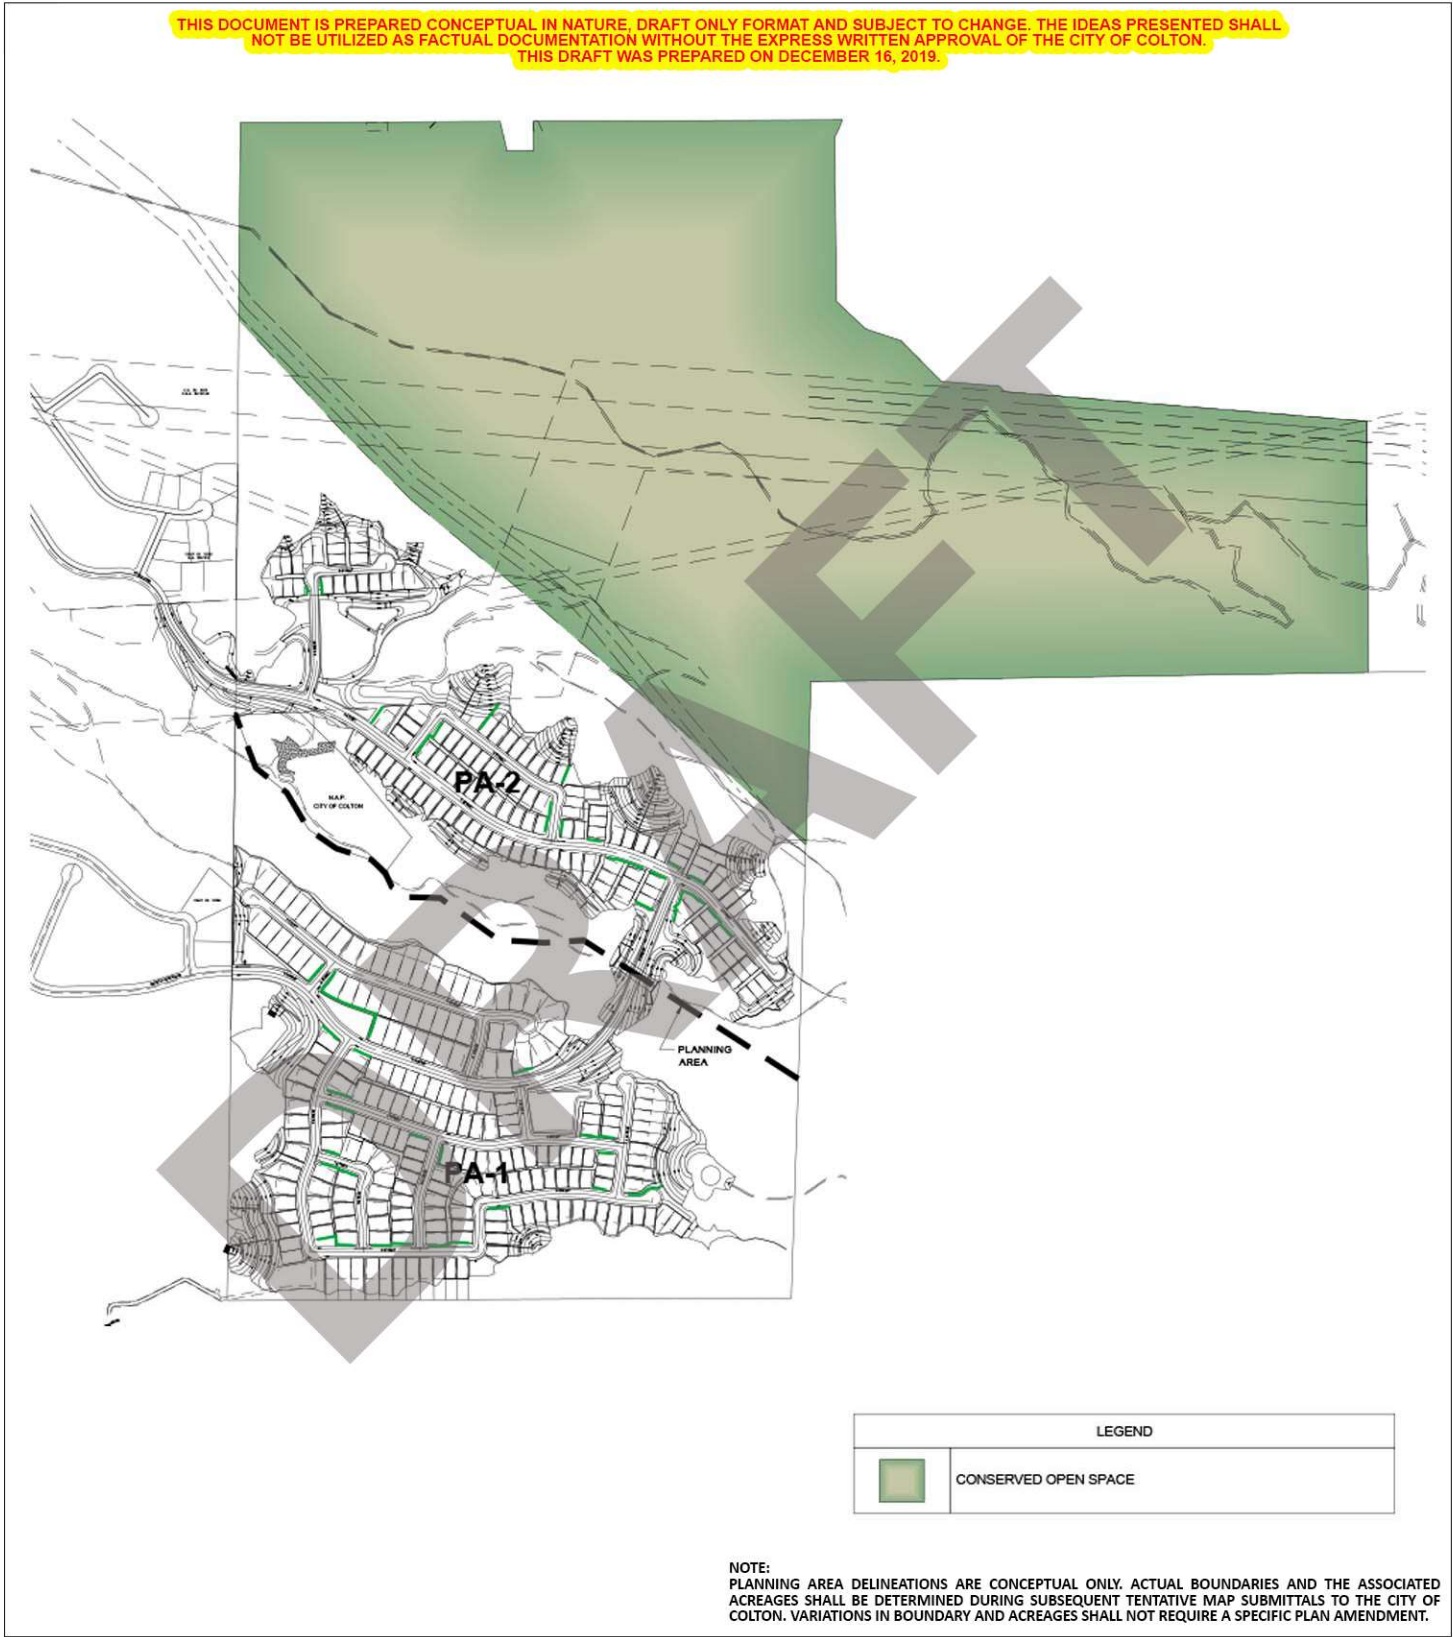 THIS DOCUMENT IS PREPARED CONCEPTUAL IN NATURE, DRAFT ONLY FORMAT AND SUBJECT TO CHANGE. THE IDEAS PRESENTED SHALL
NOT BE UTILIZED AS FACTUAL DOCUMENTATION WITHOUT THE EXPRESS WRITTEN APPROVAL OF THE CITY OF COLTON.
THIS DRAFT WAS PREPARED ON DECEMBER 16, 2019.
DRAFT
PA-2
N.A.P.
CITY OF COLTON
PLANNING
AREA
PA-1
LEGEND
CONSERVED OPEN SPACE
NOTE:
PLANNING AREA DELINEATIONS ARE CONCEPTUAL ONLY. ACTUAL BOUNDARIES AND THE ASSOCIATED
ACREAGES SHALL BE DETERMINED DURING SUBSEQUENT TENTATIVE MAP SUBMITTALS TO THE CITY OF
COLTON. VARIATIONS IN BOUNDARY AND ACREAGES SHALL NOT REQUIRE A SPECIFIC PLAN AMENDMENT.